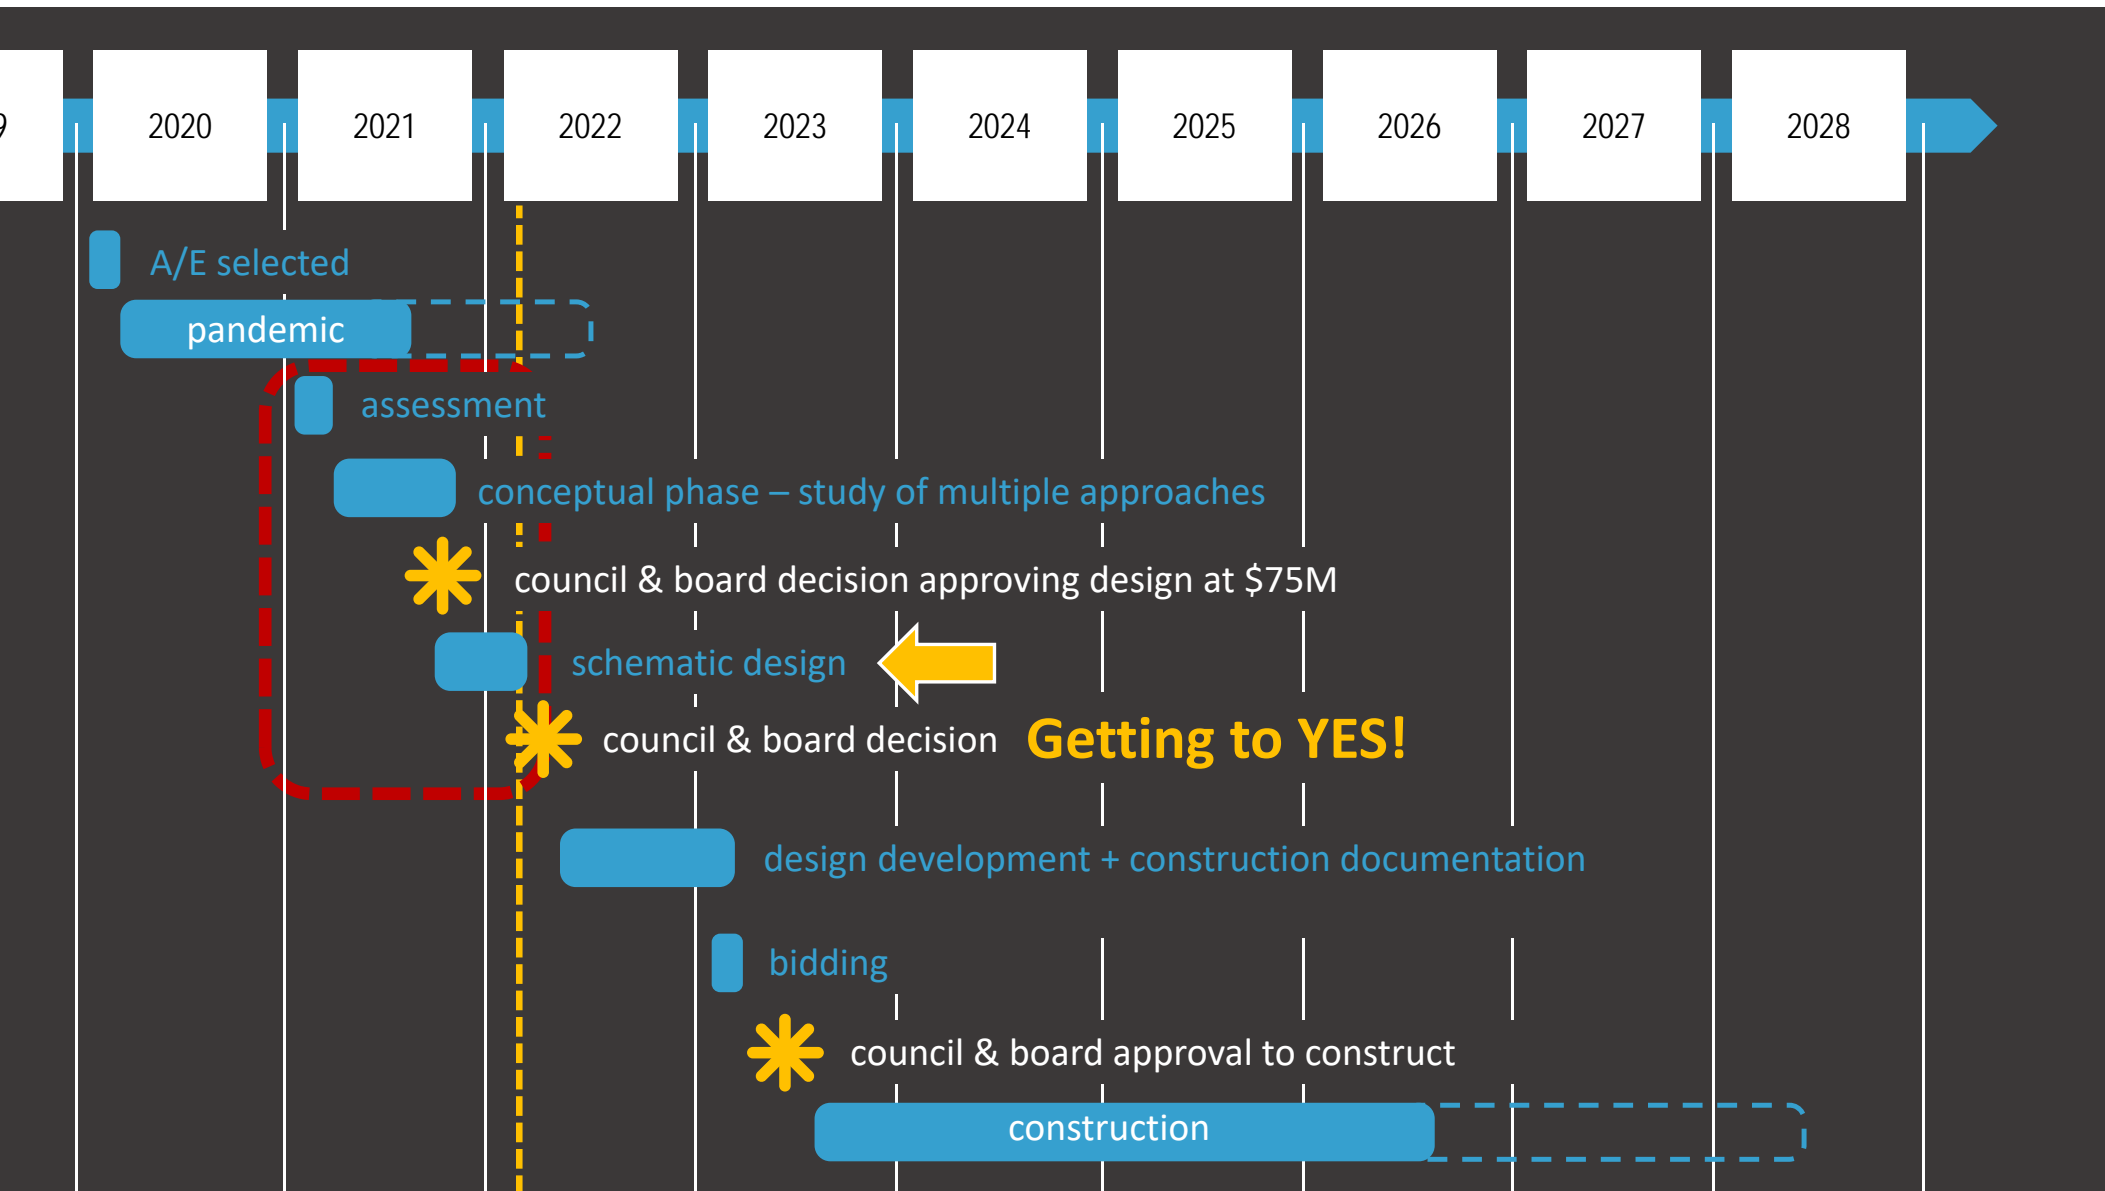 9
2020
2021
2022
2023
2024
2025
2026
2027
2028
A/E selected
pandemic
assessment
conceptual phase – study of multiple approaches
council & board decision approving design at $75M
schematic design
council & board decision
Getting to YES!
design development + construction documentation
bidding
council & board approval to construct
construction